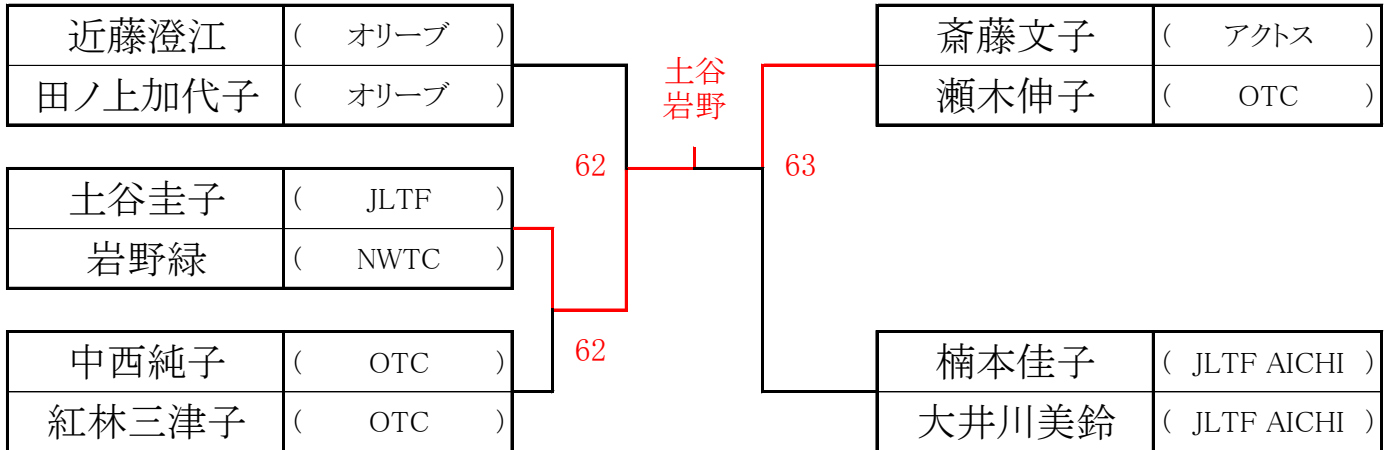 近藤澄江 ( オリーブ )
田ノ上加代子 ( オリーブ )
土谷圭子 ( JLTF )
岩野緑 ( NWTC )
中西純子 ( OTC )
紅林三津子 ( OTC )
62
62
土谷
岩野
63
斎藤文子 ( アクトス )
瀬木伸子 ( OTC )
楠本佳子 ( JLTF AICHI )
大井川美鈴 ( JLTF AICHI )